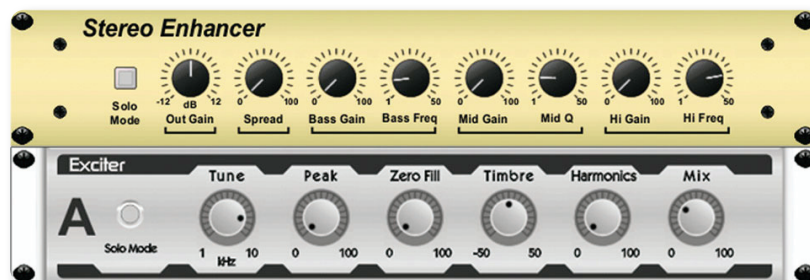 Stereo Enhancer
Solo Mode
-12 dB 12
Out Gain
0 100
Spread
0 100
Bass Gain
1 50
Bass Freq
0 100
Mid Gain
1 50
Mid Q
0 100
Hi Gain
1 50
Hi Freq
Exciter
A
Solo Mode
Tune
1 kHz 10
Peak
0 100
Zero Fill
0 100
Timbre
-50 50
Harmonics
0 100
Mix
0 100